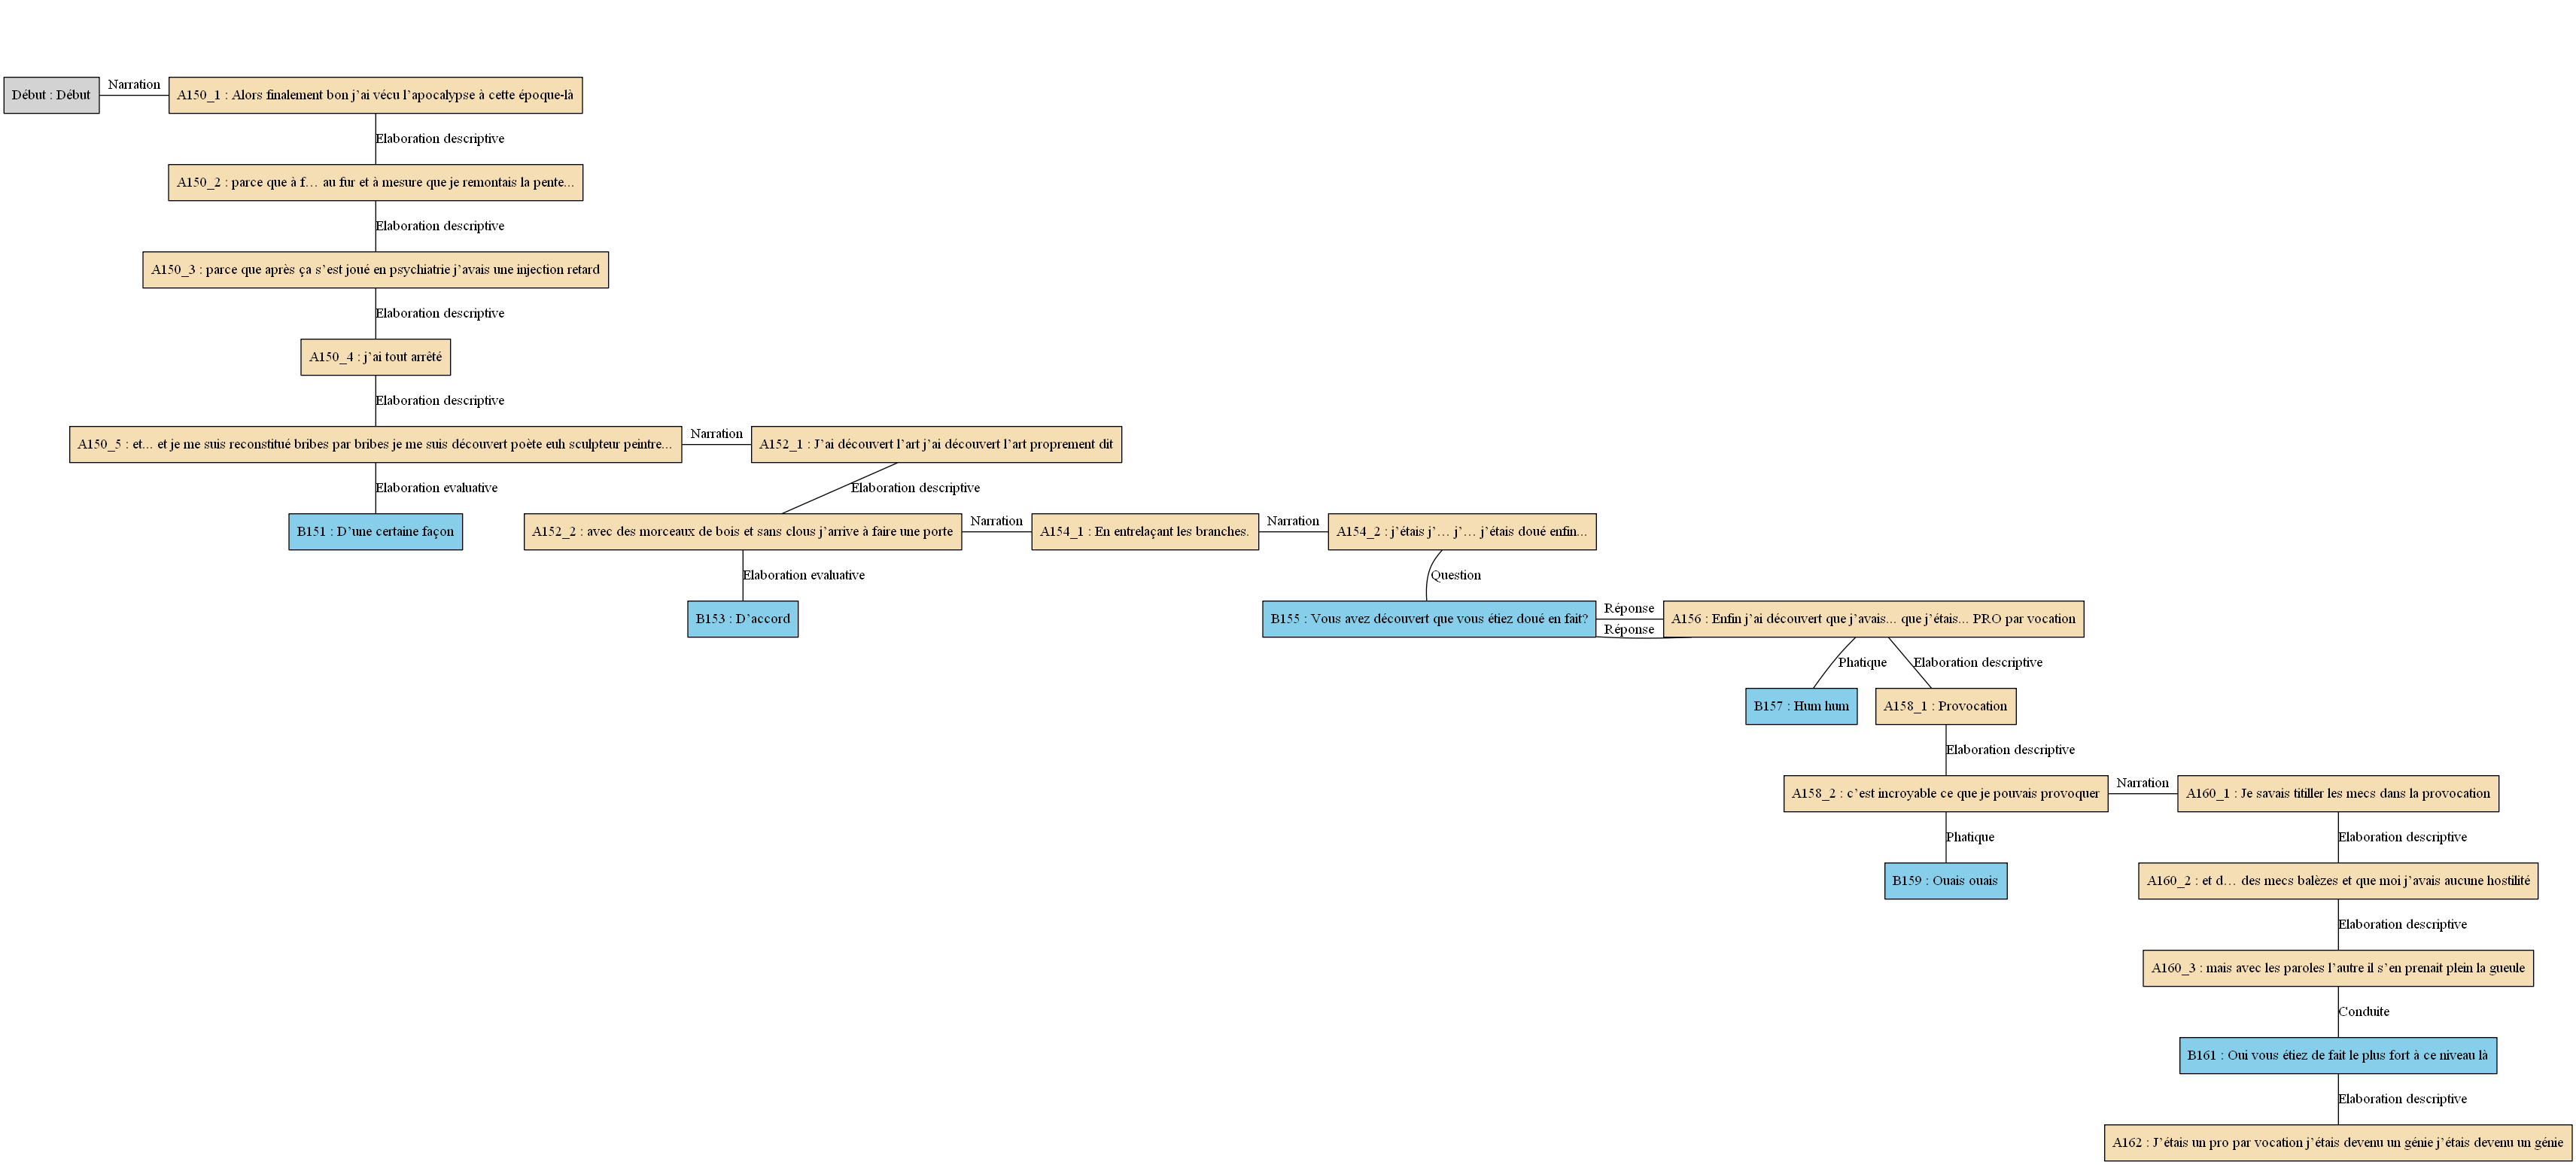 Début : Début
Narration
A150_1 : Alors finalement bon j’ai vécu l’apocalypse à cette époque-là
Elaboration descriptive
A150_2 : parce que à f… au fur et à mesure que je remontais la pente...
Elaboration descriptive
A150_3 : parce que après ça s’est joué en psychiatrie j’avais une injection retard
Elaboration descriptive
A150_4 : j’ai tout arrêté
Elaboration descriptive
A150_5 : et... et je me suis reconstitué bribes par bribes je me suis découvert poète euh sculpteur peintre...
Narration
A152_1 : J’ai découvert l’art j’ai découvert l’art proprement dit
Elaboration evaluative
Elaboration descriptive
B151 : D’une certaine façon
A152_2 : avec des morceaux de bois et sans clous j’arrive à faire une porte
Narration
A154_1 : En entrelaçant les branches.
Narration
A154_2 : j’étais j’… j’… j’étais doué enfin...
Elaboration evaluative
Question
B153 : D’accord
B155 : Vous avez découvert que vous étiez doué en fait?
Réponse
Réponse
A156 : Enfin j’ai découvert que j’avais... que j’étais... PRO par vocation
Phatique
Elaboration descriptive
B157 : Hum hum
A158_1 : Provocation
Elaboration descriptive
A158_2 : c’est incroyable ce que je pouvais provoquer
Narration
A160_1 : Je savais titiller les mecs dans la provocation
Phatique
Elaboration descriptive
B159 : Ouais ouais
A160_2 : et d… des mecs balèzes et que moi j’avais aucune hostilité
Elaboration descriptive
A160_3 : mais avec les paroles l’autre il s’en prenait plein la gueule
Conduite
B161 : Oui vous étiez de fait le plus fort à ce niveau là
Elaboration descriptive
A162 : J’étais un pro par vocation j’étais devenu un génie j’étais devenu un génie